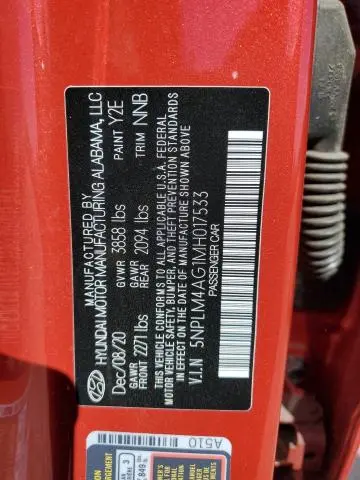 MANUFACTURED BY
HYUNDAI MOTOR MANUFACTURING ALABAMA, LLC
Dec/08/20 GVWR 3858 lbs PAINT Y2E
GAWR FRONT 2271 lbs GAWR REAR 2094 lbs TRIM NNB
THIS VEHICLE CONFORMS TO ALL APPLICABLE U.S.A. FEDERAL
MOTOR VEHICLE SAFETY, BUMPER, AND THEFT PREVENTION STANDARDS
IN EFFECT ON THE DATE OF MANUFACTURE SHOWN ABOVE.
V.I.N 5NPLM4AG1MH017533
PASSENGER CAR
A510